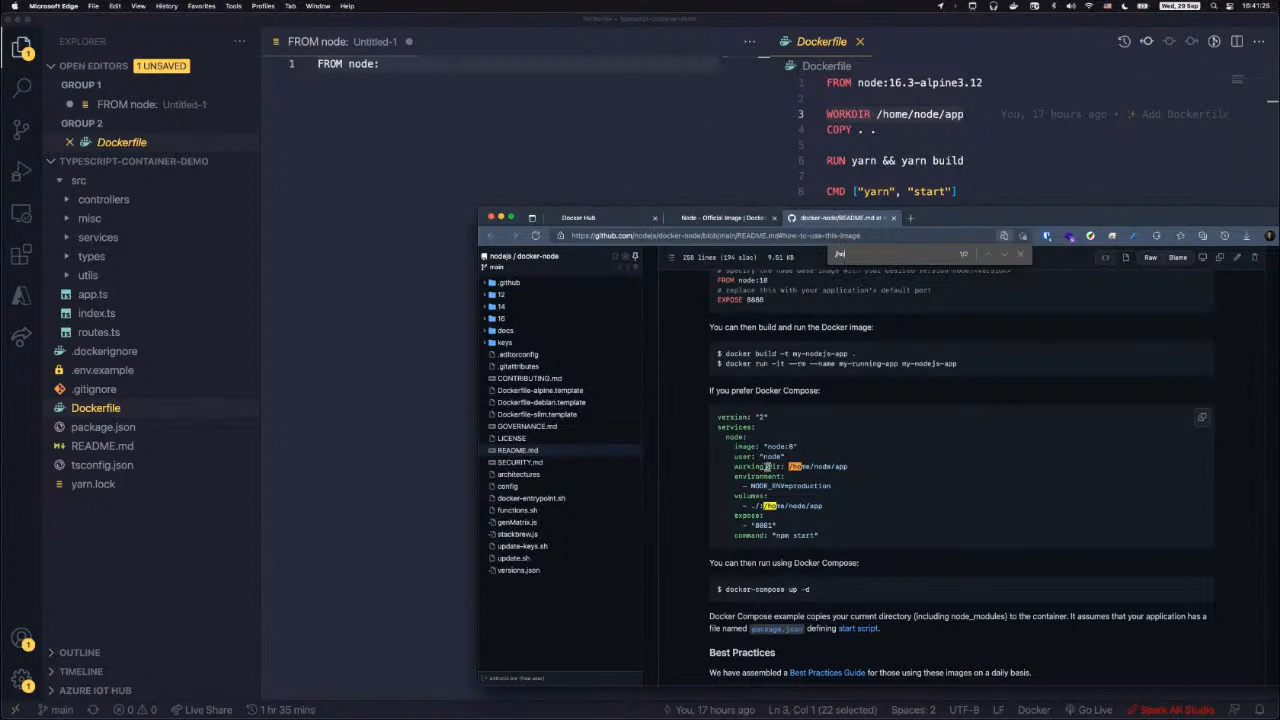 Microsoft Edge File Edit View History Favorites Tools Profiles Tab Window Help
Wed, 29 Sep 18:41:25
Dockerfile — typescript-container-demo
EXPLORER
OPEN EDITORS 1 UNSAVED
GROUP 1
FROM node: Untitled-1
GROUP 2
Dockerfile
TYPESCRIPT-CONTAINER-DEMO
src
controllers
misc
services
types
utils
app.ts
index.ts
routes.ts
.dockerignore
.env.example
.gitignore
Dockerfile
package.json
README.md
tsconfig.json
yarn.lock
OUTLINE
TIMELINE
AZURE IOT HUB
1
1
1
FROM node: Untitled-1
1 FROM node:
Dockerfile
Dockerfile
1 FROM node:16.3-alpine3.12
2
3 WORKDIR /home/node/app You, 17 hours ago • ✨ Add Dockerfile
4 COPY . .
5
6 RUN yarn && yarn build
7
8 CMD ["yarn", "start"]
Docker Hub
Node - Official Image | Docke
docker-node/README.md at
https://github.com/nodejs/docker-node/blob/main/README.md#how-to-use-this-image
/ho 1/2
nodejs / docker-node
main
.github
12
14
16
docs
keys
.editorconfig
.gitattributes
CONTRIBUTING.md
Dockerfile-alpine.template
Dockerfile-debian.template
Dockerfile-slim.template
GOVERNANCE.md
LICENSE
README.md
SECURITY.md
architectures
config
docker-entrypoint.sh
functions.sh
genMatrix.js
stackbrew.js
update-keys.sh
update.sh
versions.json
258 lines (194 sloc) 9.51 KB
Raw Blame
# specify the node base image with your desired version node:<version>
FROM node:10
# replace this with your application's default port
EXPOSE 8888
You can then build and run the Docker image:
$ docker build -t my-nodejs-app .
$ docker run -it --rm --name my-running-app my-nodejs-app
If you prefer Docker Compose:
version: "2"
services:
node:
image: "node:8"
user: "node"
working_dir: /home/node/app
environment:
- NODE_ENV=production
volumes:
- ./:/home/node/app
expose:
- "8081"
command: "npm start"
You can then run using Docker Compose:
$ docker-compose up -d
Docker Compose example copies your current directory (including node_modules) to the container. It assumes that your application has a
file named package.json defining start script.
Best Practices
We have assembled a Best Practices Guide for those using these images on a daily basis.
main 0 0 Live Share 1 hr 35 mins You, 17 hours ago Ln 3, Col 1 (22 selected) Spaces: 2 UTF-8 LF Docker Go Live Spark AR Studio